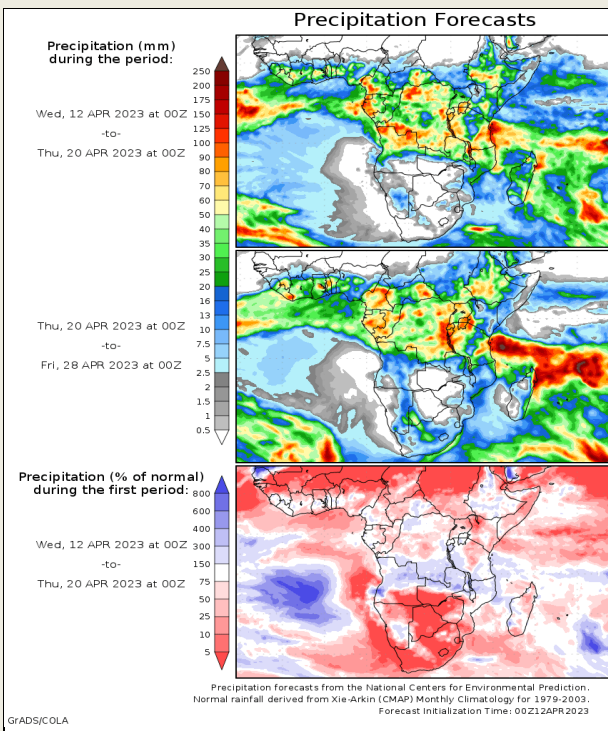 Precipitation Forecasts
Precipitation (mm)
during the period:
250
200
175
150
125
100
90
80
70
60
50
40
35
30
25
20
16
13
10
7.5
5
2.5
2
1.5
1
0.5
Wed, 12 APR 2023 at 00Z
-to-
Thu, 20 APR 2023 at 00Z
Thu, 20 APR 2023 at 00Z
-to-
Fri, 28 APR 2023 at 00Z
Precipitation (% of normal)
during the first period:
800
600
400
300
150
75
50
25
10
5
Wed, 12 APR 2023 at 00Z
-to-
Thu, 20 APR 2023 at 00Z
Precipitation forecasts from the National Centers for Environmental Prediction.
Normal rainfall derived from Xie-Arkin (CMAP) Monthly Climatology for 1979-2003.
Forecast Initialization Time: 00Z12APR2023
GrADS/COLA